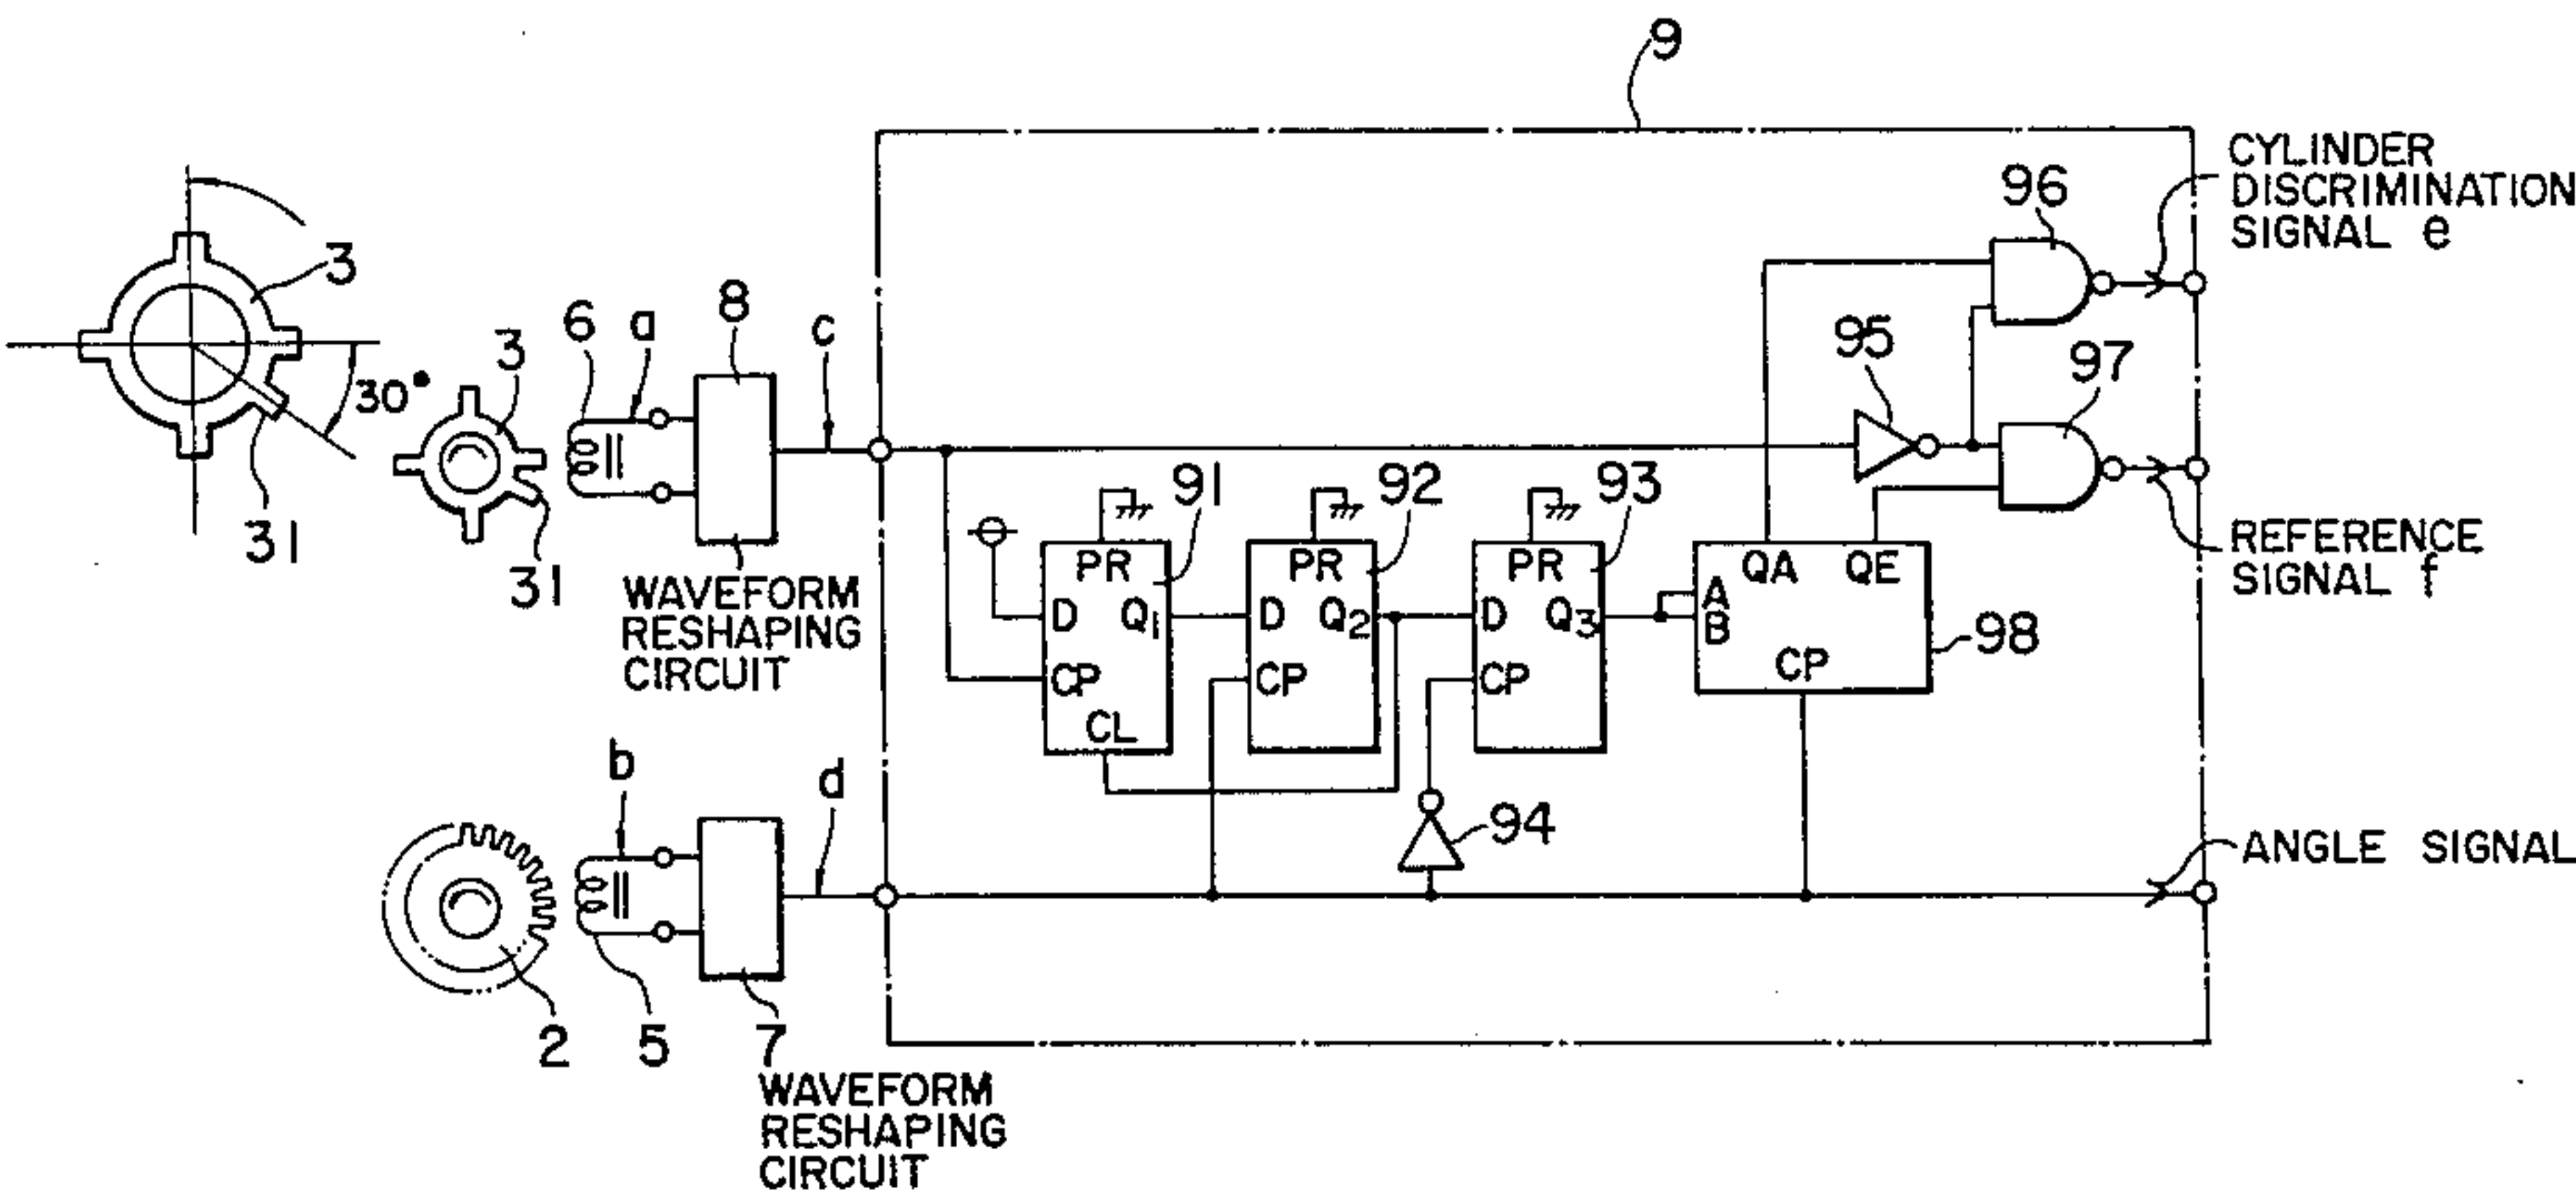 9
CYLINDER
DISCRIMINATION
SIGNAL e
96
3
8
6
a
3
c
95
97
30°
31
31
91
92
93
REFERENCE
SIGNAL f
WAVEFORM
RESHAPING
CIRCUIT
PR
D
Q1
CP
CL
PR
D
Q2
CP
PR
D
Q3
CP
QA
QE
A
B
CP
98
b
d
94
ANGLE SIGNAL
2
5
7
WAVEFORM
RESHAPING
CIRCUIT